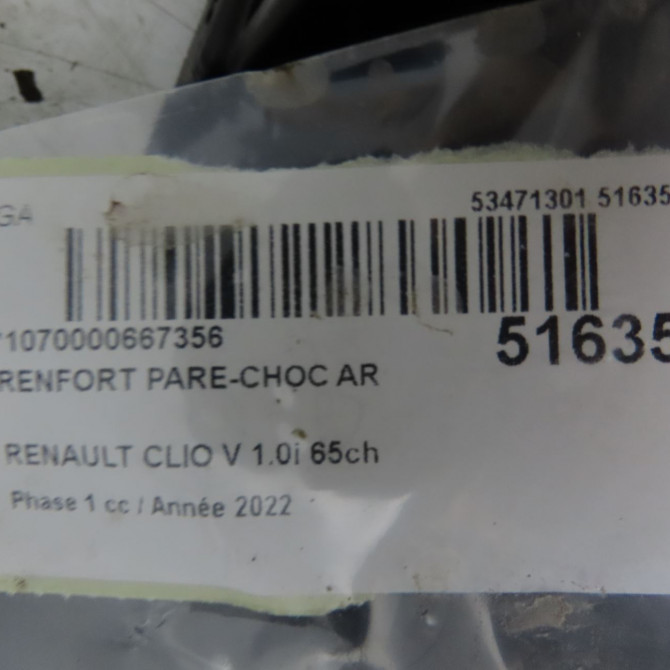 GA
53471301 51635
71070000667356
51635
RENFORT PARE-CHOC AR
RENAULT CLIO V 1.0i 65ch
Phase 1 cc / Année 2022